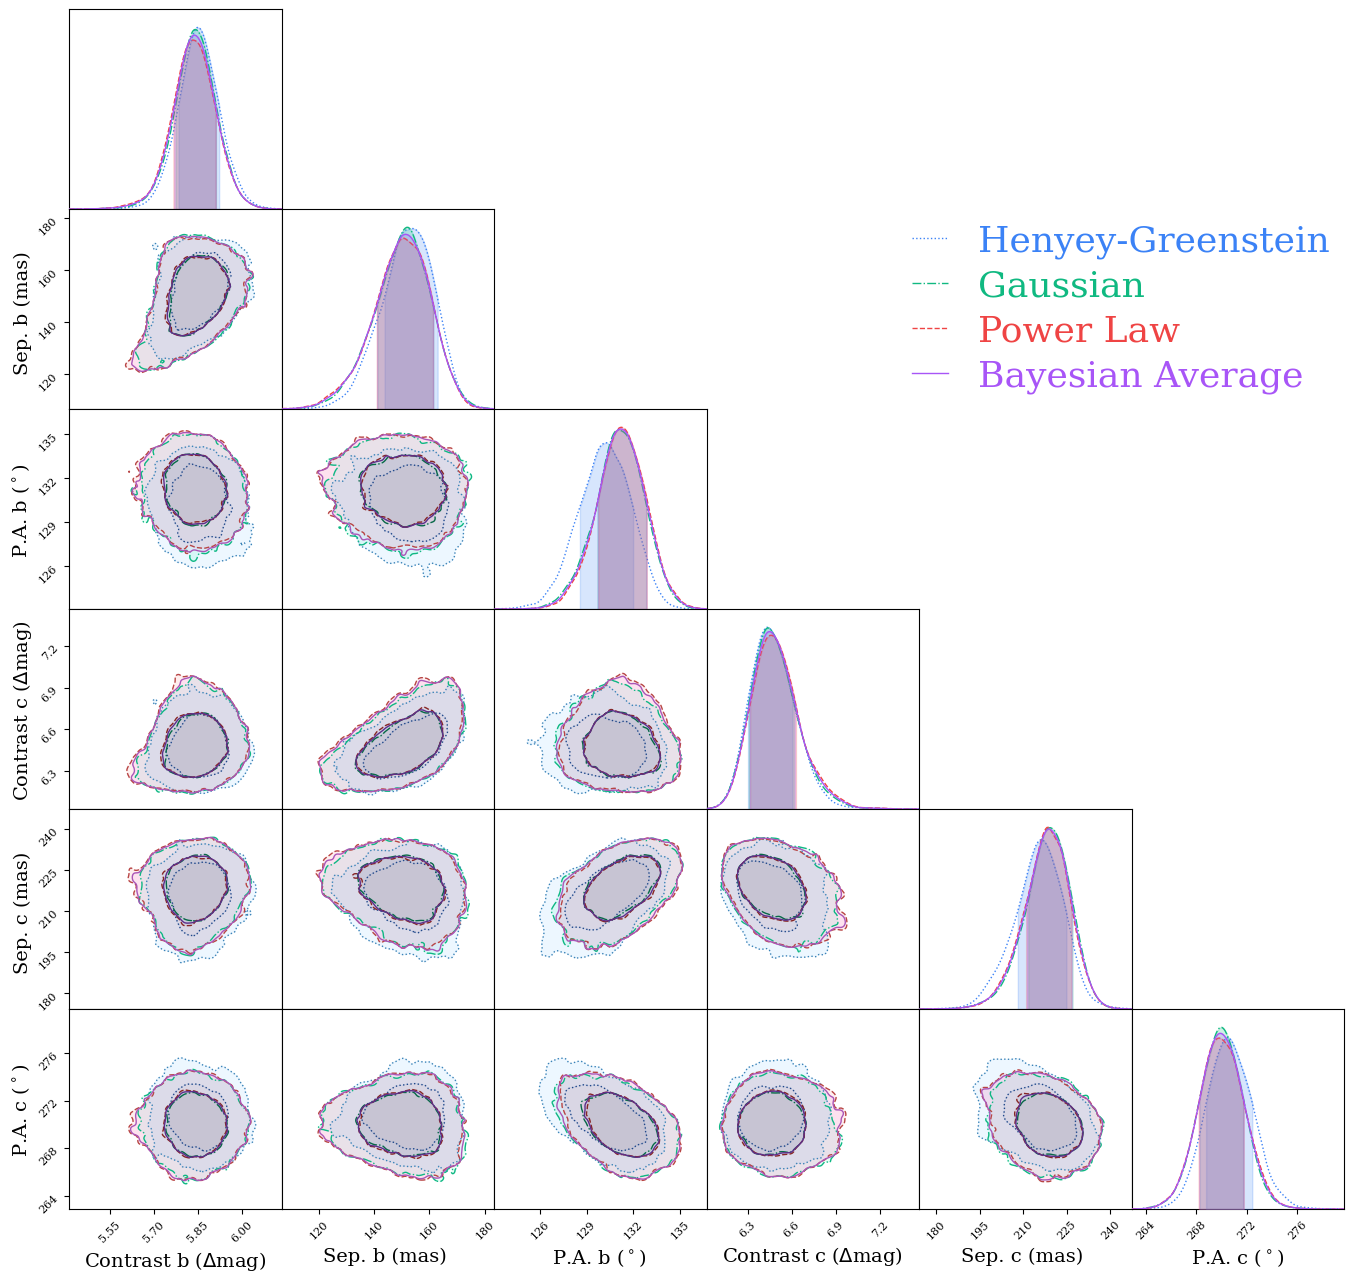 180
160
140
120
Sep. b (mas)
Henyey-Greenstein
Gaussian
Power Law
Bayesian Average
135
132
129
126
P.A. b (°)
7.2
6.9
6.6
6.3
Contrast c (Δmag)
240
225
210
195
180
Sep. c (mas)
276
272
268
264
P.A. c (°)
5.55 5.70 5.85 6.00 120 140 160 180 126 129 132 135 6.3 6.6 6.9 7.2 180 195 210 225 240 264 268 272 276
Contrast b (Δmag) Sep. b (mas) P.A. b (°) Contrast c (Δmag) Sep. c (mas) P.A. c (°)